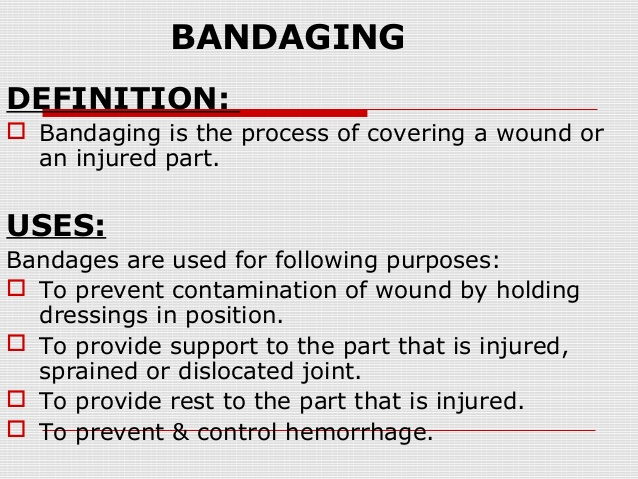 BANDAGING
DEFINITION:
Bandaging is the process of covering a wound or
an injured part.
USES:
Bandages are used for following purposes:
To prevent contamination of wound by holding
dressings in position.
To provide support to the part that is injured,
sprained or dislocated joint.
To provide rest to the part that is injured.
To prevent & control hemorrhage.